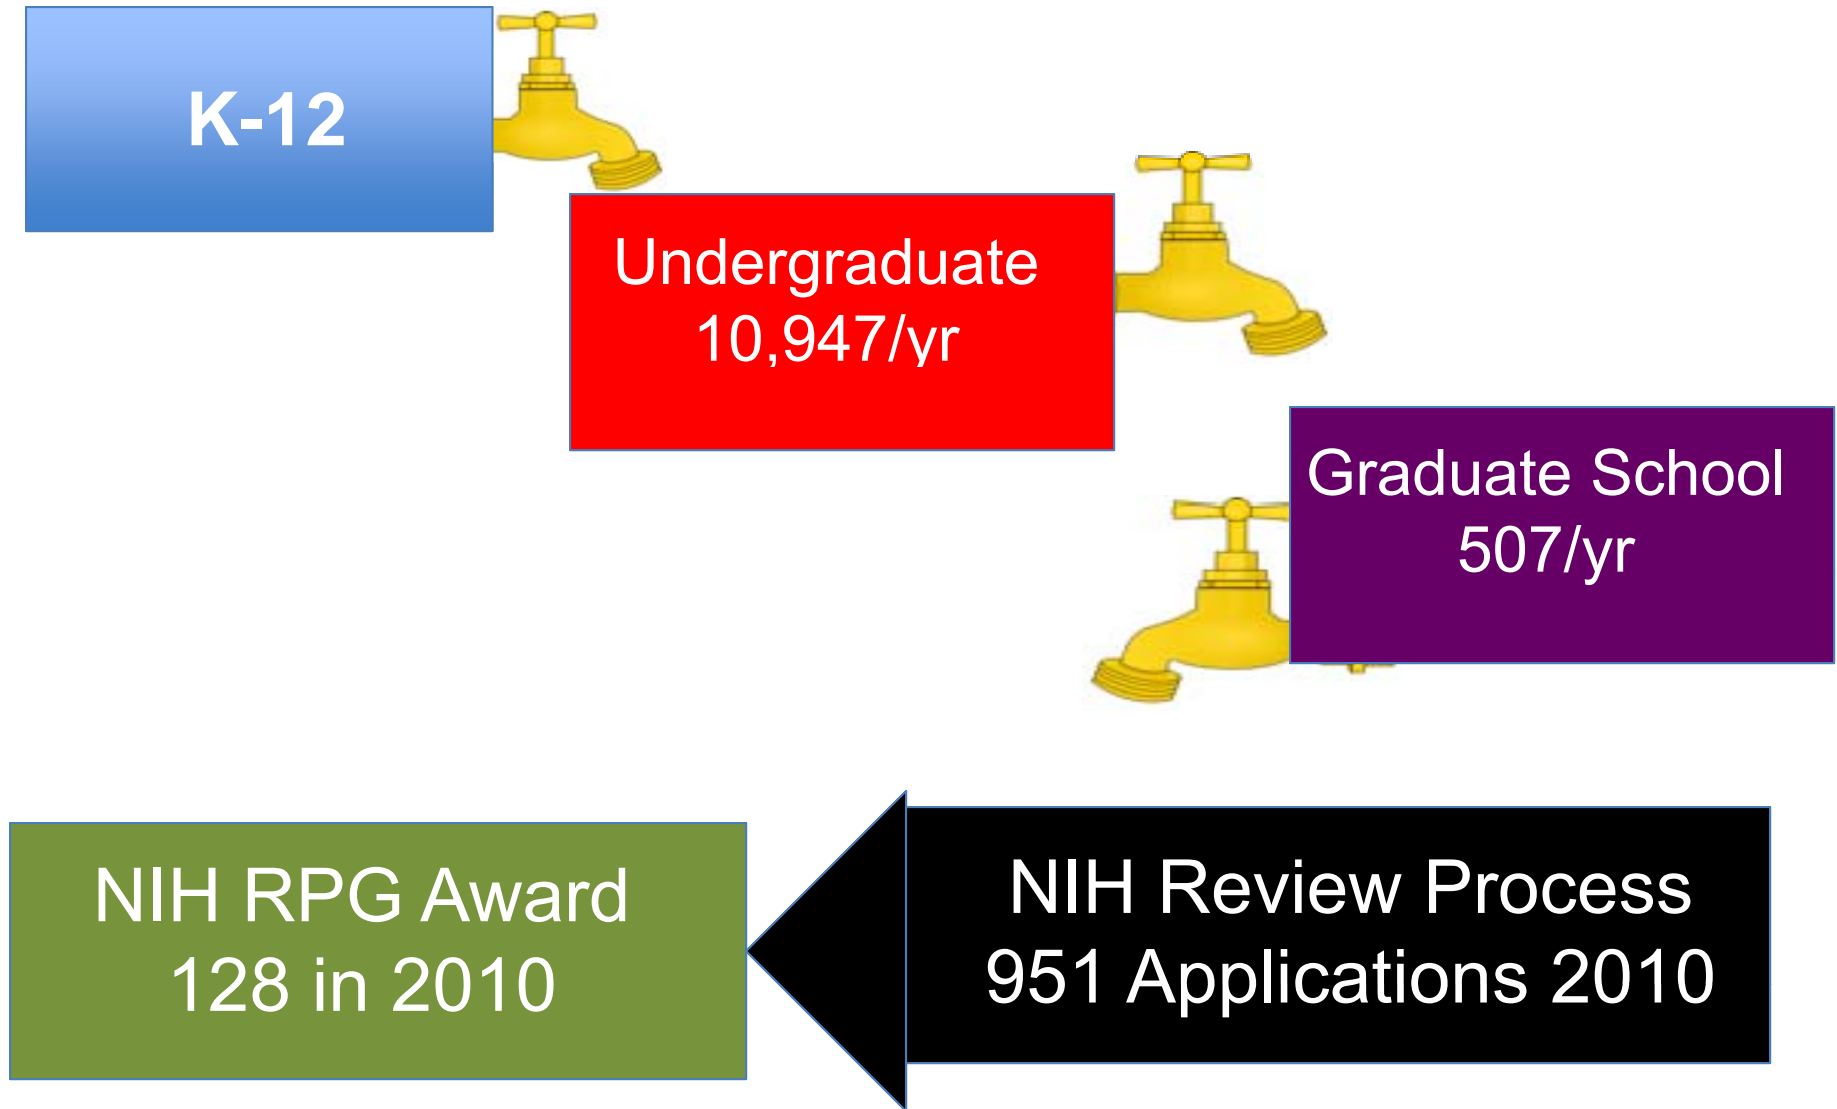 K-12
Undergraduate
10,947/yr
Graduate School
507/yr
NIH Review Process
951 Applications 2010
NIH RPG Award
128 in 2010